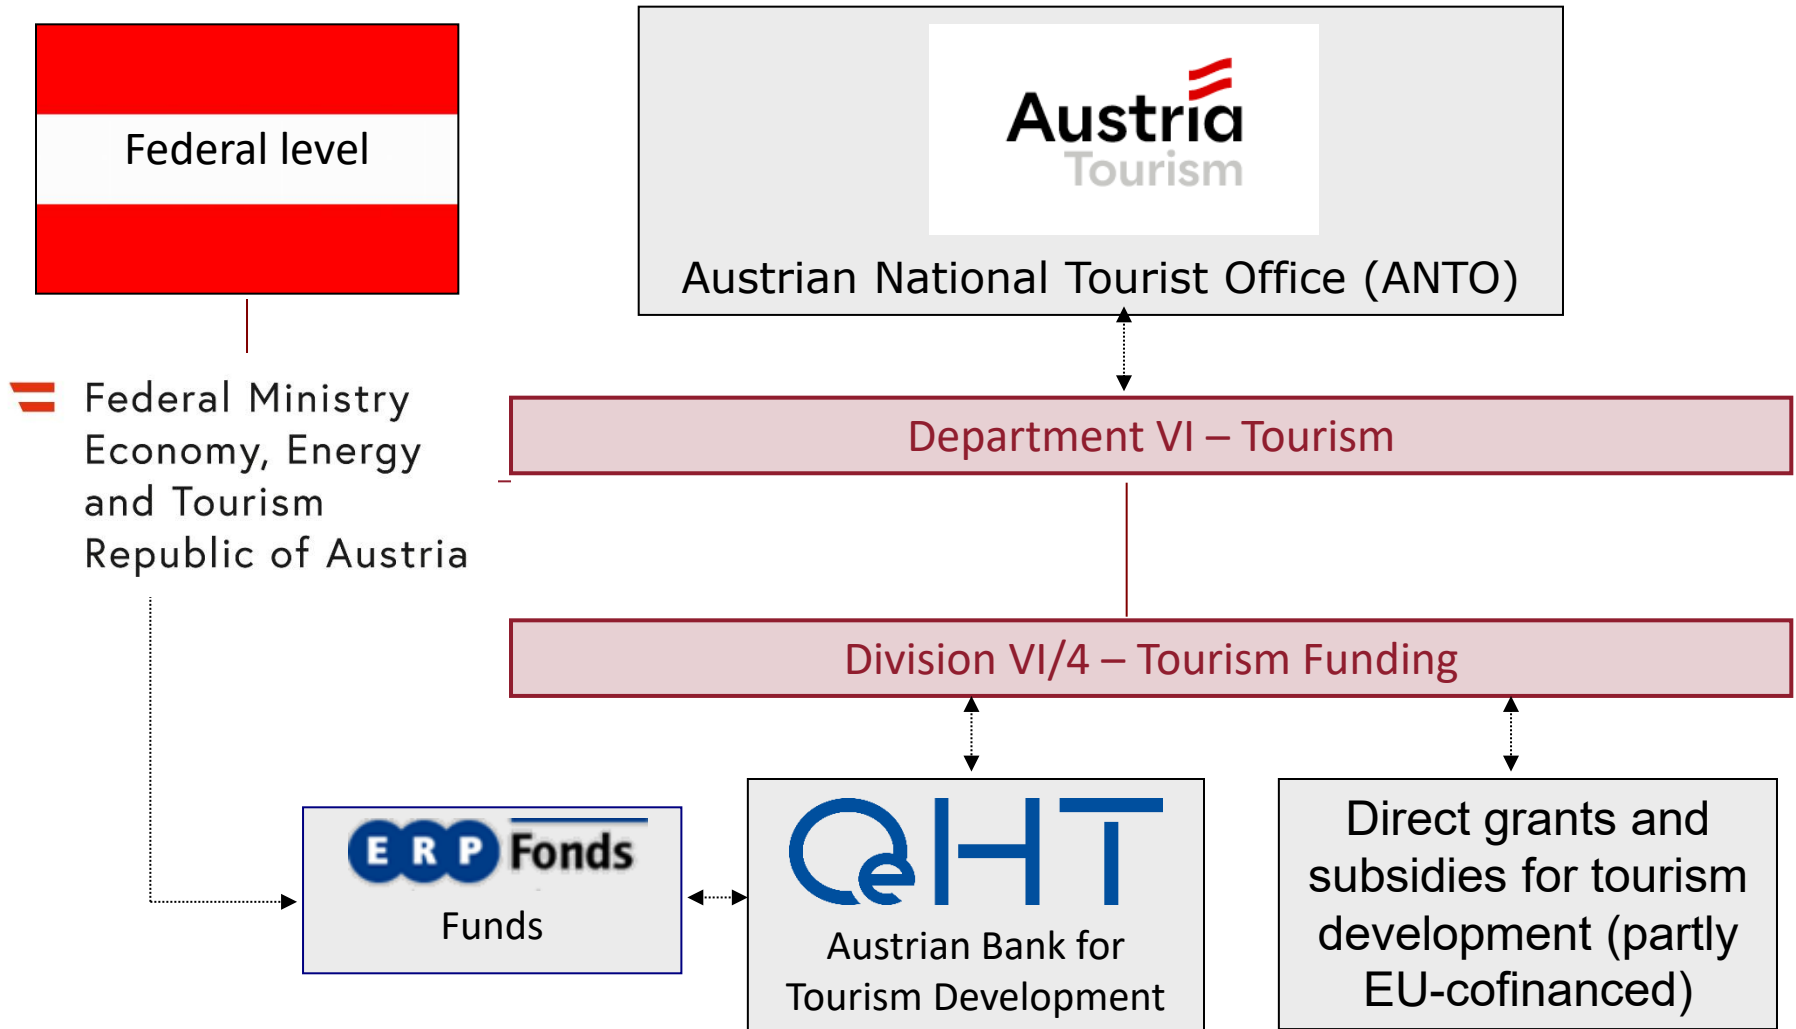 Federal level
Austria
Tourism
Austrian National Tourist Office (ANTO)
Federal Ministry
Economy, Energy
and Tourism
Republic of Austria
Department VI – Tourism
Division VI/4 – Tourism Funding
ERP Fonds
Funds
OeHT
Austrian Bank for
Tourism Development
Direct grants and
subsidies for tourism
development (partly
EU-cofinanced)